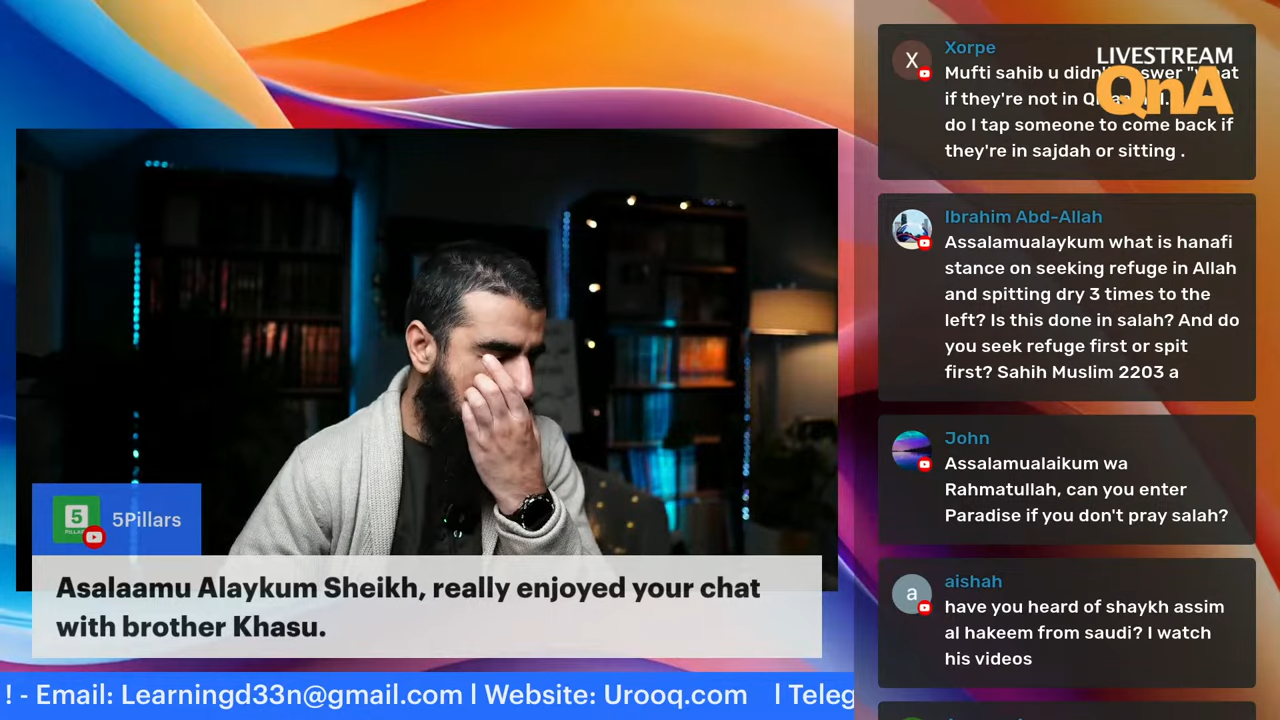 Xorpe
Mufti sahib u didn't answer "what
if they're not in
do I tap someone to come back if
they're in sajdah or sitting .
LIVESTREAM
QnA
Ibrahim Abd-Allah
Assalamualaykum what is hanafi
stance on seeking refuge in Allah
and spitting dry 3 times to the
left? Is this done in salah? And do
you seek refuge first or spit
first? Sahih Muslim 2203 a
John
Assalamualaikum wa
Rahmatullah, can you enter
Paradise if you don't pray salah?
aishah
have you heard of shaykh assim
al hakeem from saudi? I watch
his videos
5Pillars
Asalaamu Alaykum Sheikh, really enjoyed your chat
with brother Khasu.
! - Email: Learningd33n@gmail.com | Website: Urooq.com | Teleg